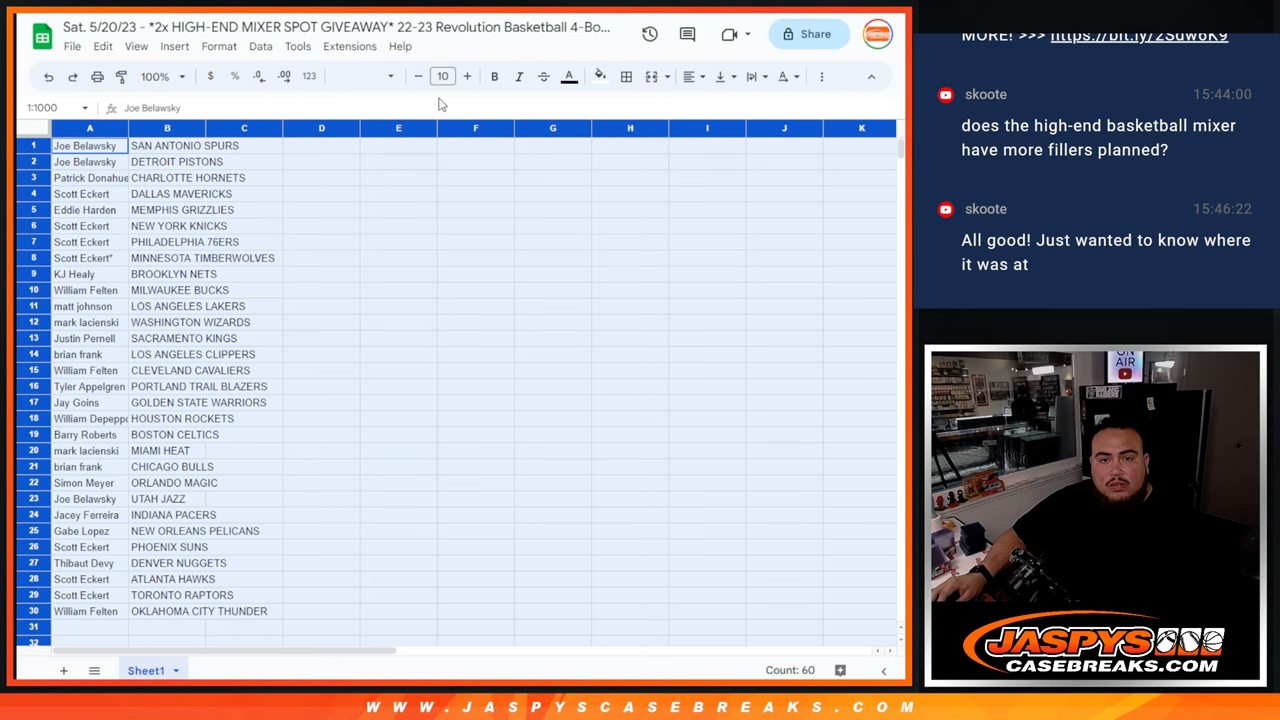 Sat. 5/20/23 - *2x HIGH-END MIXER SPOT GIVEAWAY* 22-23 Revolution Basketball 4-Bo...
File Edit View Insert Format Data Tools Extensions Help
Share
100% $ % .0 .00 123 10 B I A
1:1000 fx Joe Belawsky
A B C D E F G H I J K
1 Joe Belawsky SAN ANTONIO SPURS
2 Joe Belawsky DETROIT PISTONS
3 Patrick Donahue CHARLOTTE HORNETS
4 Scott Eckert DALLAS MAVERICKS
5 Eddie Harden MEMPHIS GRIZZLIES
6 Scott Eckert NEW YORK KNICKS
7 Scott Eckert PHILADELPHIA 76ERS
8 Scott Eckert* MINNESOTA TIMBERWOLVES
9 KJ Healy BROOKLYN NETS
10 William Felten MILWAUKEE BUCKS
11 matt johnson LOS ANGELES LAKERS
12 mark lacienski WASHINGTON WIZARDS
13 Justin Pernell SACRAMENTO KINGS
14 brian frank LOS ANGELES CLIPPERS
15 William Felten CLEVELAND CAVALIERS
16 Tyler Appelgren PORTLAND TRAIL BLAZERS
17 Jay Goins GOLDEN STATE WARRIORS
18 William Depeppo HOUSTON ROCKETS
19 Barry Roberts BOSTON CELTICS
20 mark lacienski MIAMI HEAT
21 brian frank CHICAGO BULLS
22 Simon Meyer ORLANDO MAGIC
23 Joe Belawsky UTAH JAZZ
24 Jacey Ferreira INDIANA PACERS
25 Gabe Lopez NEW ORLEANS PELICANS
26 Scott Eckert PHOENIX SUNS
27 Thibaut Devy DENVER NUGGETS
28 Scott Eckert ATLANTA HAWKS
29 Scott Eckert TORONTO RAPTORS
30 William Felten OKLAHOMA CITY THUNDER
31
32
Sheet1 Count: 60
MORE! >>> https://bit.ly/2Sdw6K9
skoote 15:44:00
does the high-end basketball mixer
have more fillers planned?
skoote 15:46:22
All good! Just wanted to know where
it was at
ON
AIR
JASPYS
CASEBREAKS.COM
WWW.JASPYSCASEBREAKS.COM